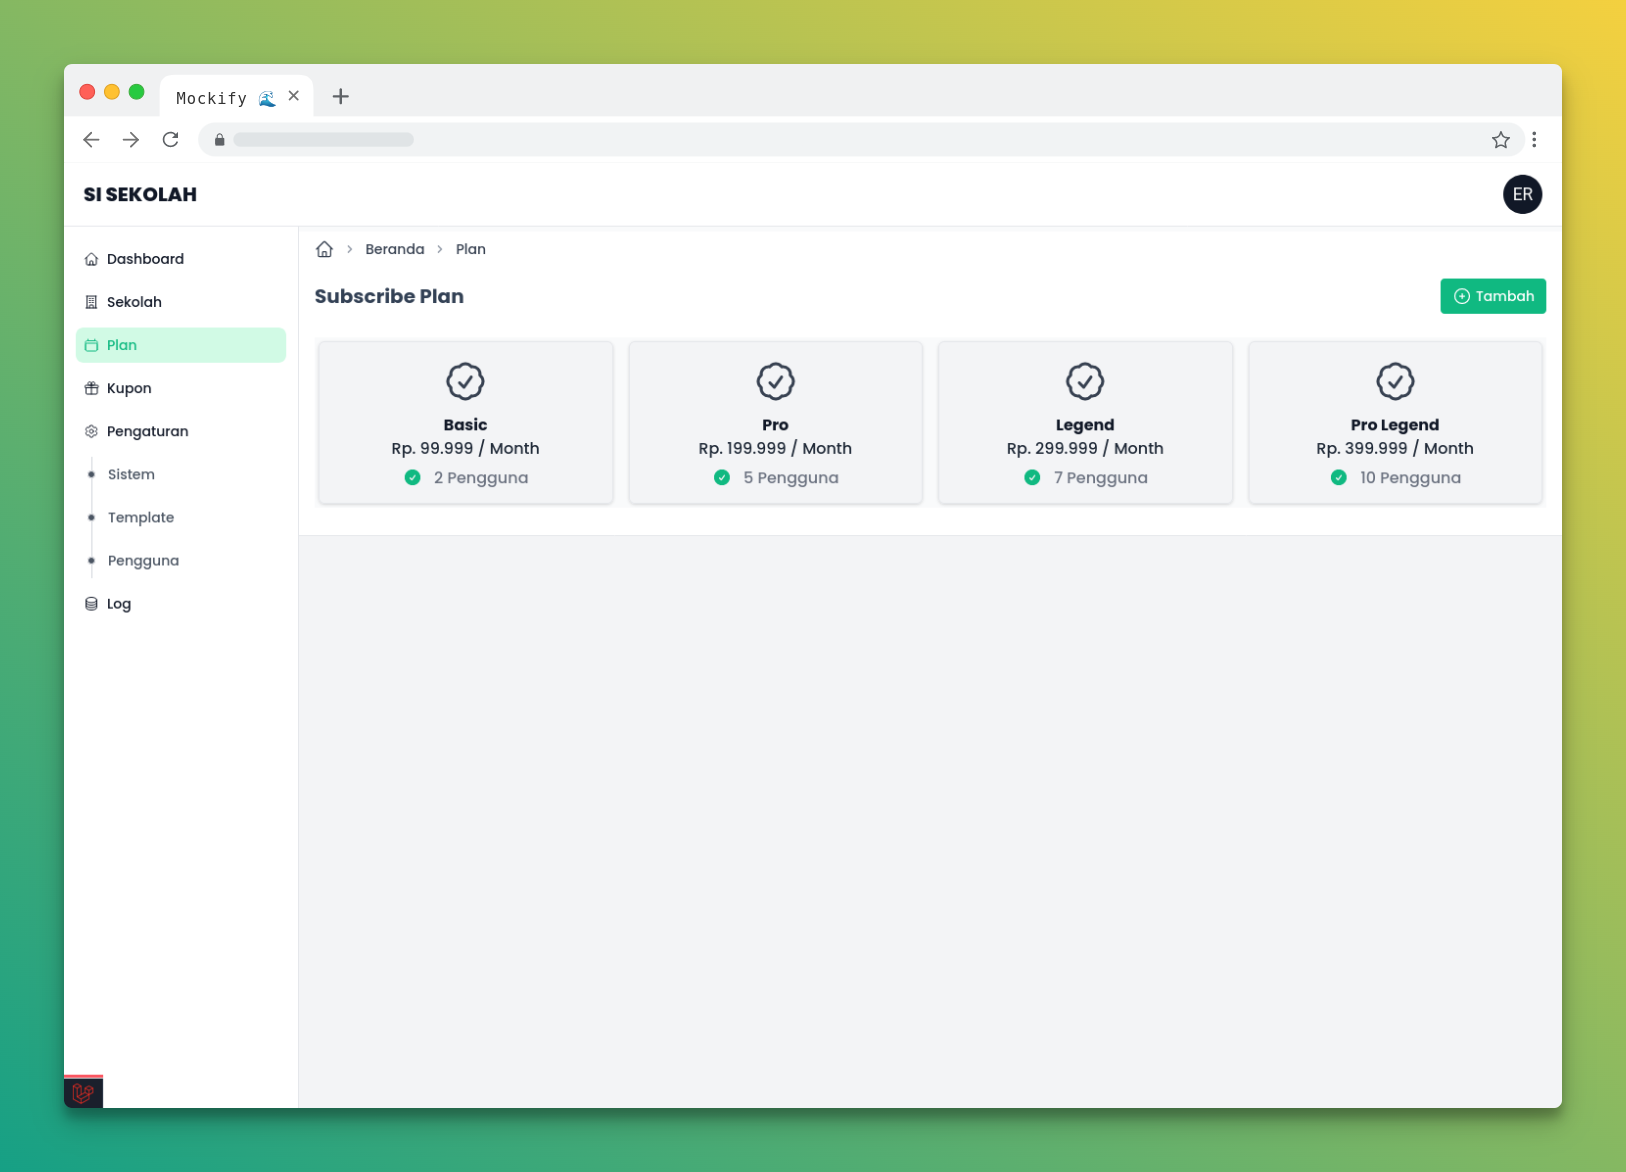 Mockify 🌊
SI SEKOLAH
ER
Dashboard
Sekolah
Plan
Kupon
Pengaturan
Sistem
Template
Pengguna
Log
Beranda
Plan
Subscribe Plan
Tambah
Basic
Rp. 99.999 / Month
2 Pengguna
Pro
Rp. 199.999 / Month
5 Pengguna
Legend
Rp. 299.999 / Month
7 Pengguna
Pro Legend
Rp. 399.999 / Month
10 Pengguna